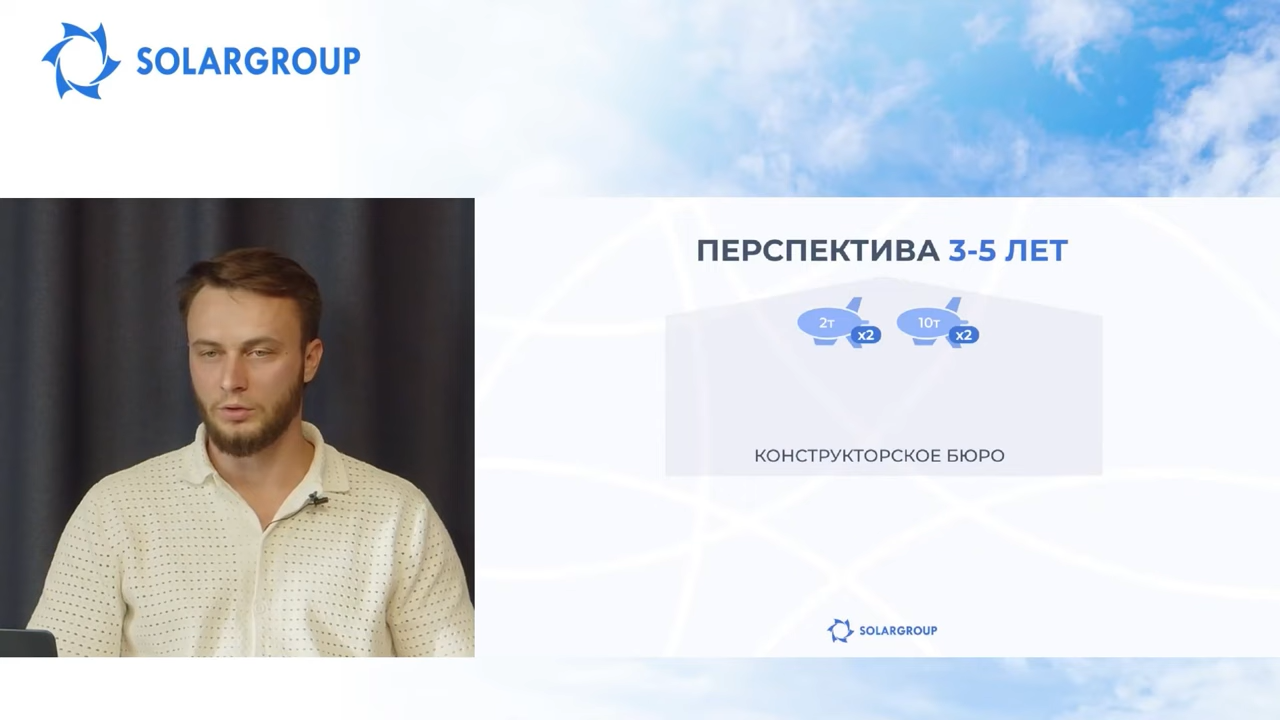 SOLARGROUP
ПЕРСПЕКТИВА 3-5 ЛЕТ
2т x2 10т x2
КОНСТРУКТОРСКОЕ БЮРО
SOLARGROUP